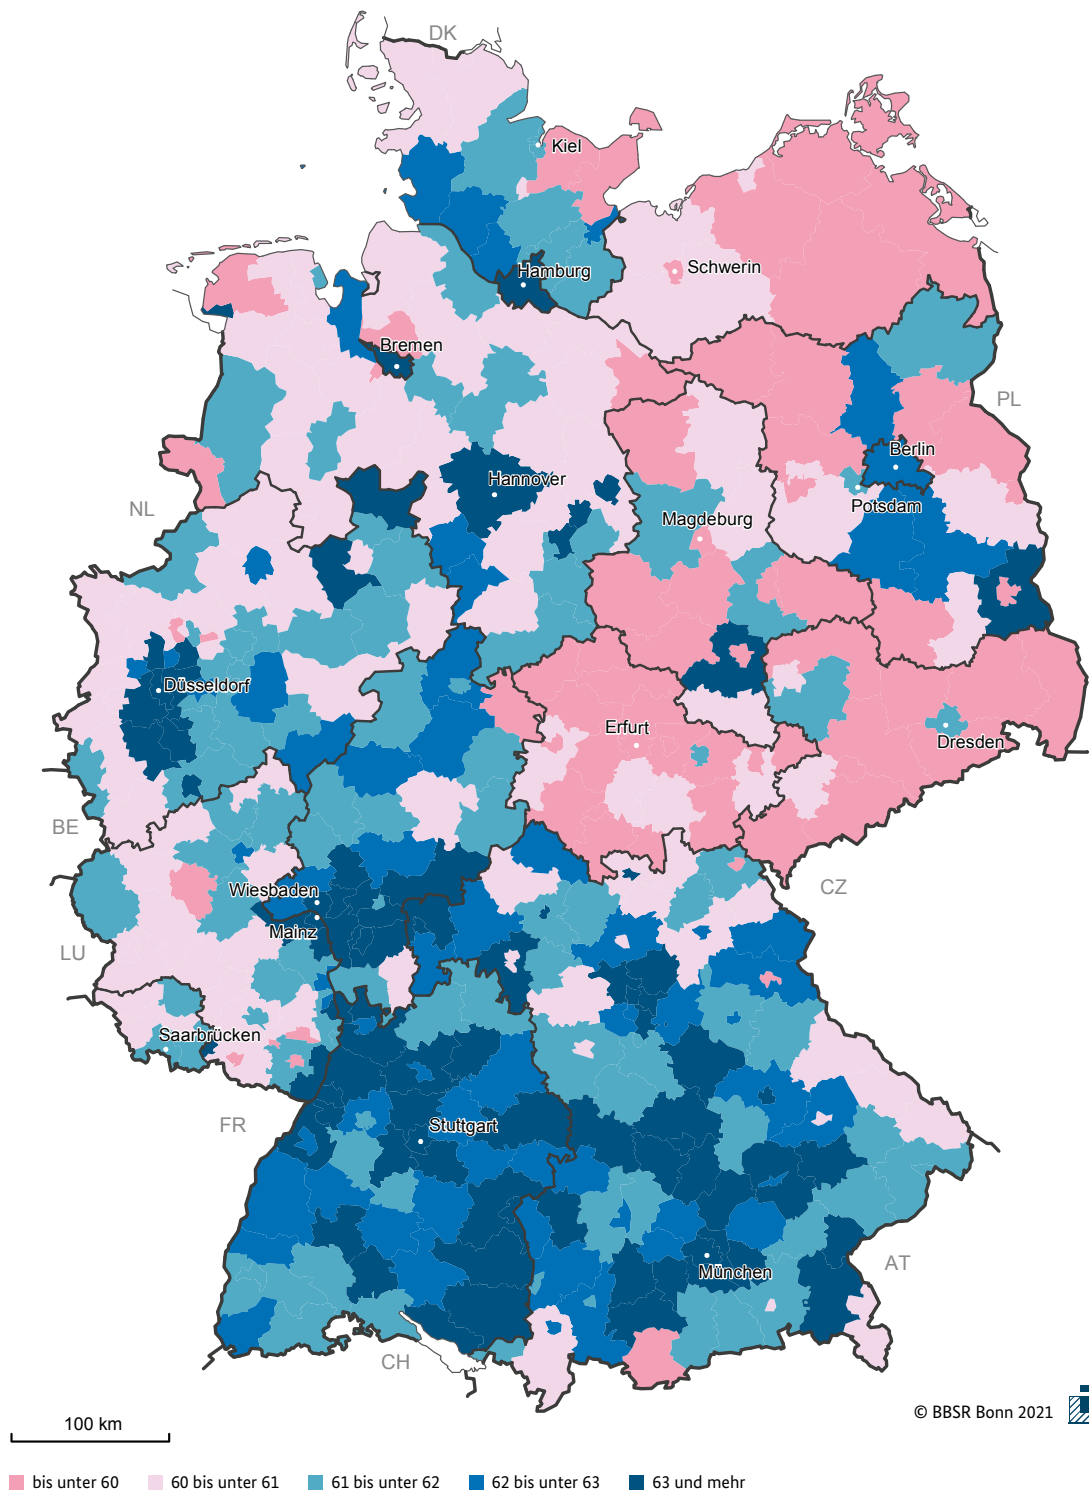 DK
Kiel
Schwerin
Hamburg
Bremen
PL
Berlin
Hannover
NL
Potsdam
Magdeburg
Düsseldorf
Erfurt
Dresden
BE
Wiesbaden
CZ
Mainz
LU
Saarbrücken
FR
Stuttgart
AT
München
CH
© BBSR Bonn 2021
100 km
bis unter 60 60 bis unter 61 61 bis unter 62 62 bis unter 63 63 und mehr